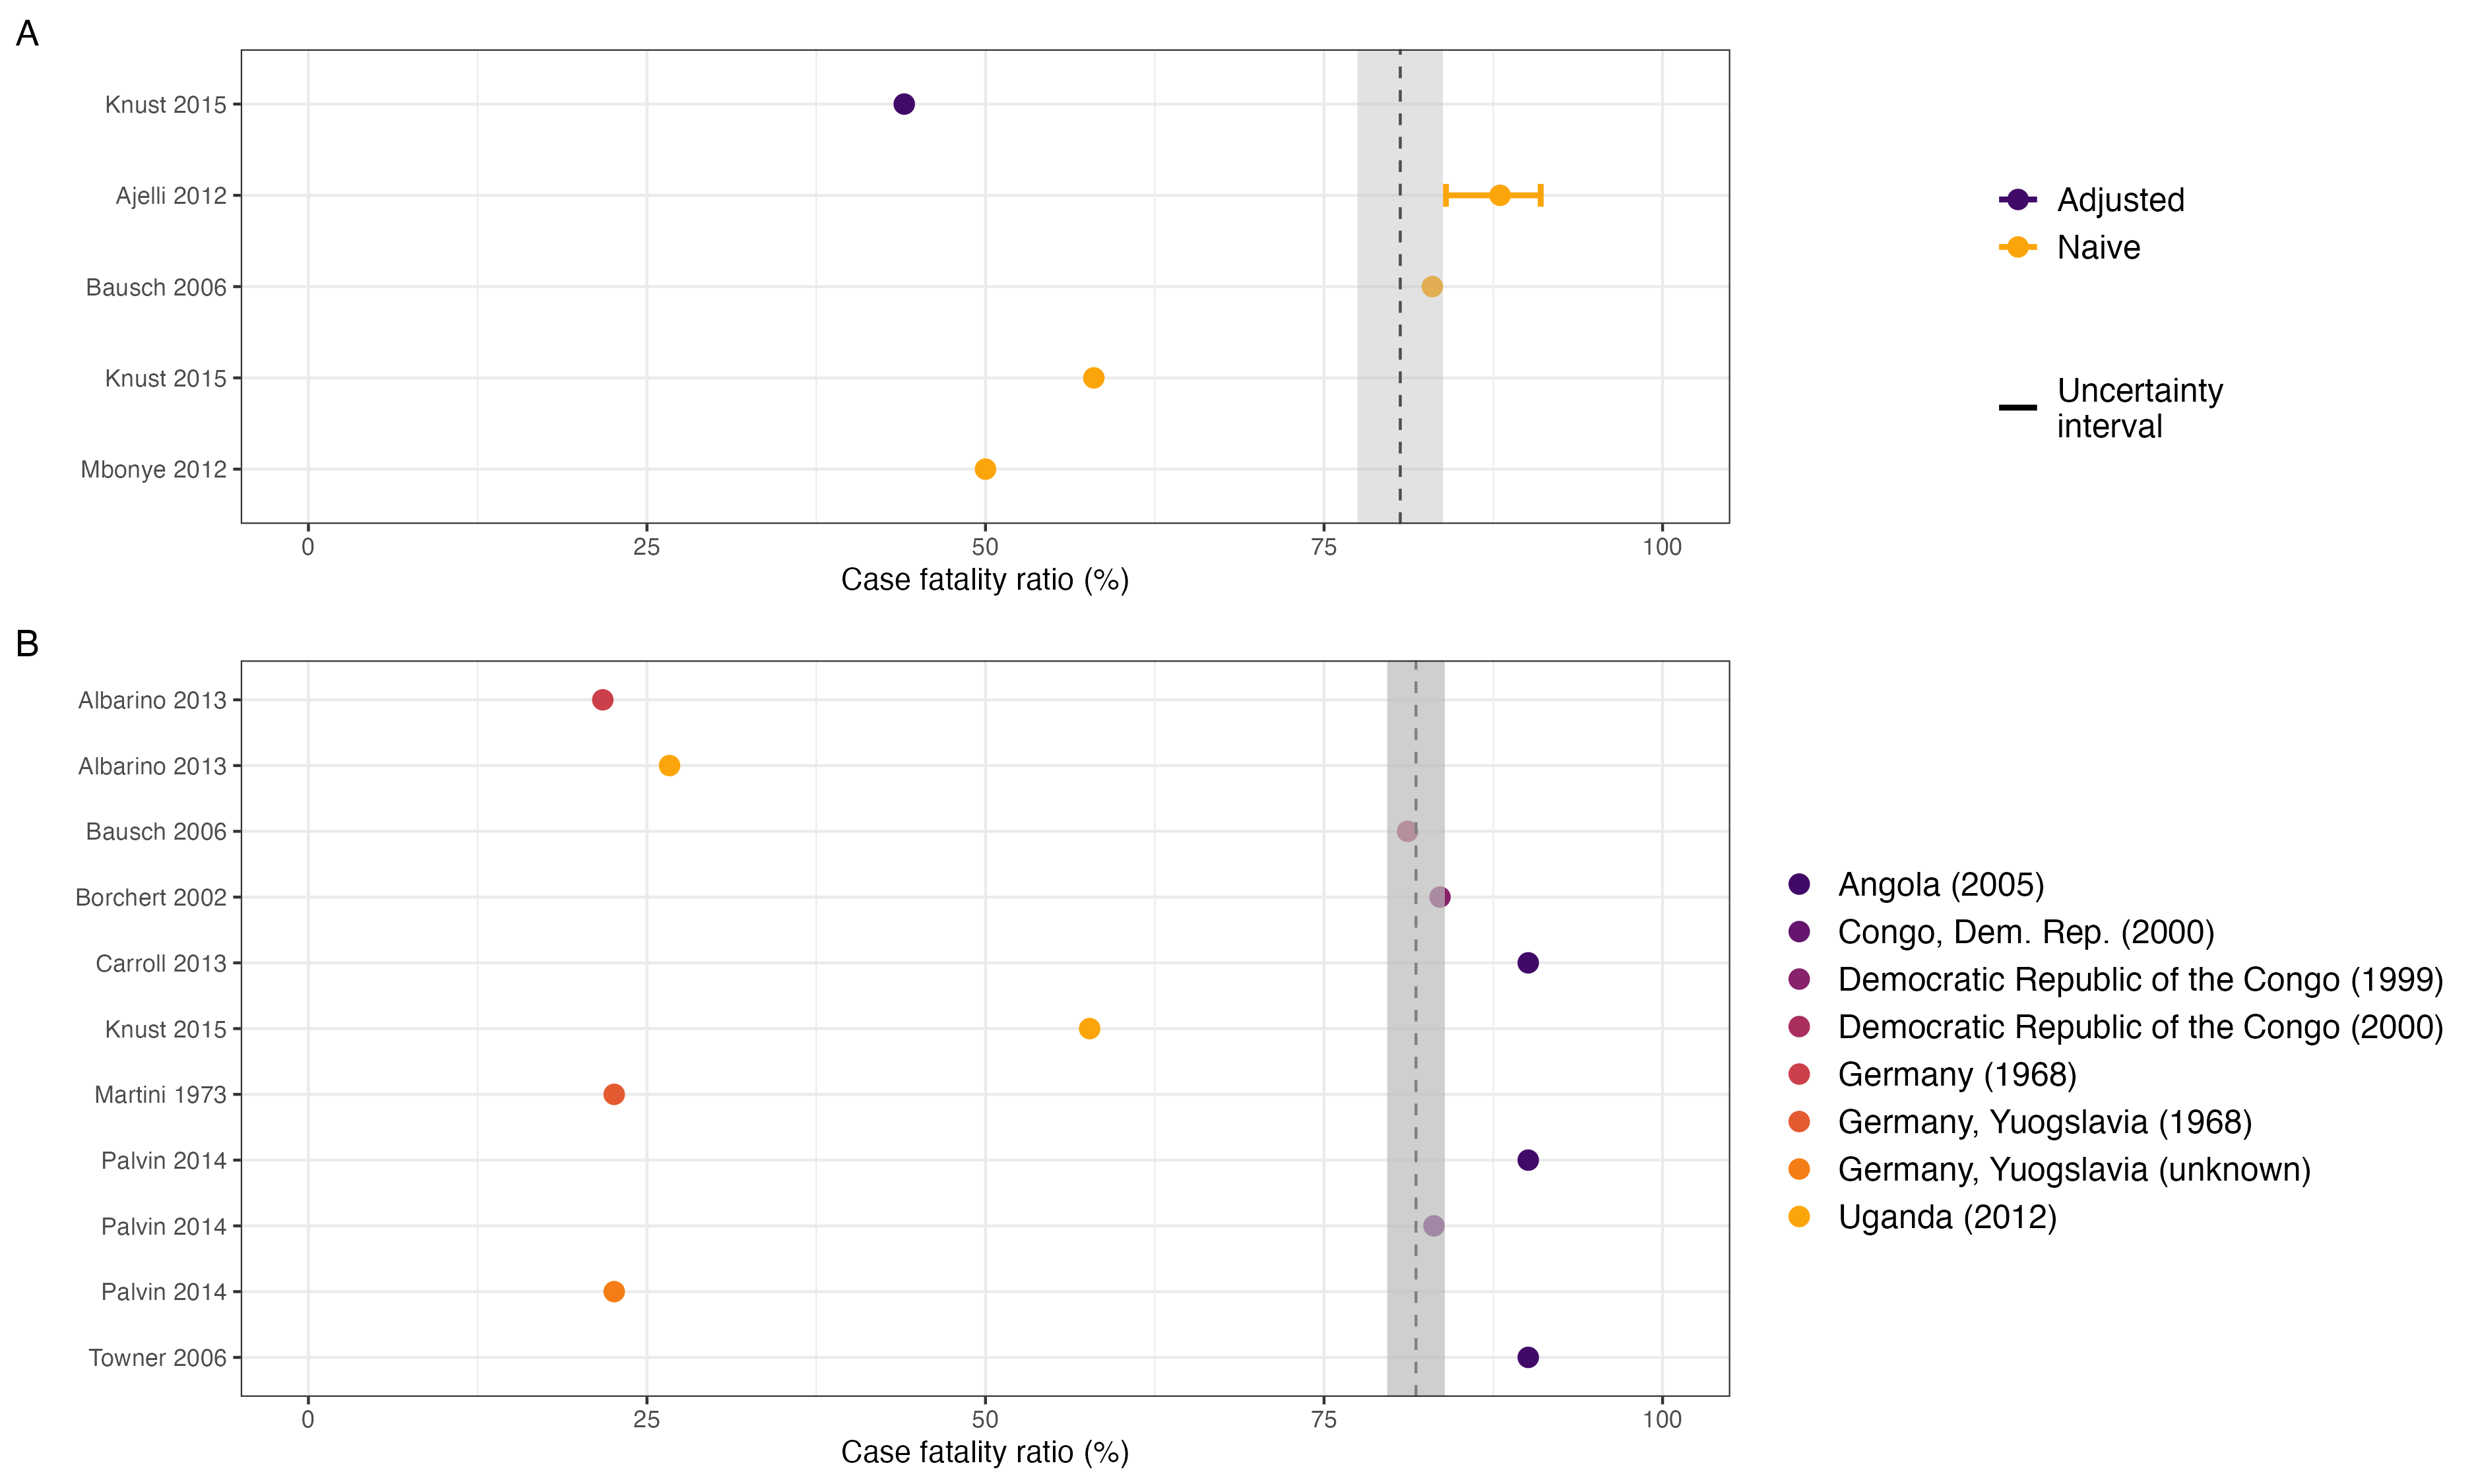 A
Knust 2015
Ajelli 2012
Bausch 2006
Knust 2015
Mbonye 2012
0 25 50 75 100
Case fatality ratio (%)
Adjusted
Naive
Uncertainty
interval
B
Albarino 2013
Albarino 2013
Bausch 2006
Borchert 2002
Carroll 2013
Knust 2015
Martini 1973
Palvin 2014
Palvin 2014
Palvin 2014
Towner 2006
0 25 50 75 100
Case fatality ratio (%)
Angola (2005)
Congo, Dem. Rep. (2000)
Democratic Republic of the Congo (1999)
Democratic Republic of the Congo (2000)
Germany (1968)
Germany, Yuogslavia (1968)
Germany, Yuogslavia (unknown)
Uganda (2012)